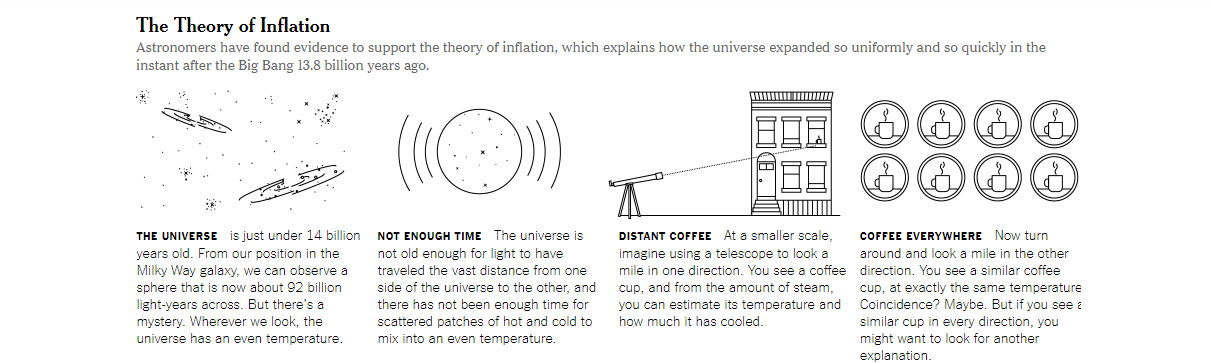 The Theory of Inflation
Astronomers have found evidence to support the theory of inflation, which explains how the universe expanded so uniformly and so quickly in the
instant after the Big Bang 13.8 billion years ago.
THE UNIVERSE is just under 14 billion
years old. From our position in the
Milky Way galaxy, we can observe a
sphere that is now about 92 billion
light-years across. But there's a
mystery. Wherever we look, the
universe has an even temperature.
NOT ENOUGH TIME The universe is
not old enough for light to have
traveled the vast distance from one
side of the universe to the other, and
there has not been enough time for
scattered patches of hot and cold to
mix into an even temperature.
DISTANT COFFEE At a smaller scale,
imagine using a telescope to look a
mile in one direction. You see a coffee
cup, and from the amount of steam,
you can estimate its temperature and
how much it has cooled.
COFFEE EVERYWHERE Now turn
around and look a mile in the other
direction. You see a similar coffee
cup, at exactly the same temperature
Coincidence? Maybe. But if you see a
similar cup in every direction, you
might want to look for another
explanation.